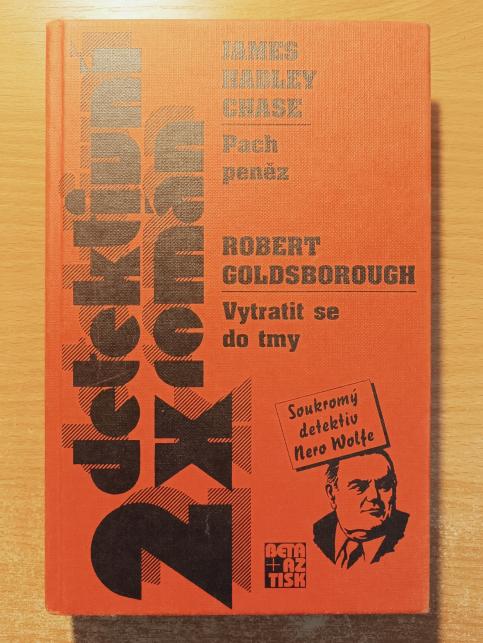 2x detektivní
román
JAMES
HADLEY
CHASE
Pach
peněz
ROBERT
GOLDSBOROUGH
Vytratit se
do tmy
Soukromý
detektiv
Nero Wolfe
BETA
+AZ
TISK